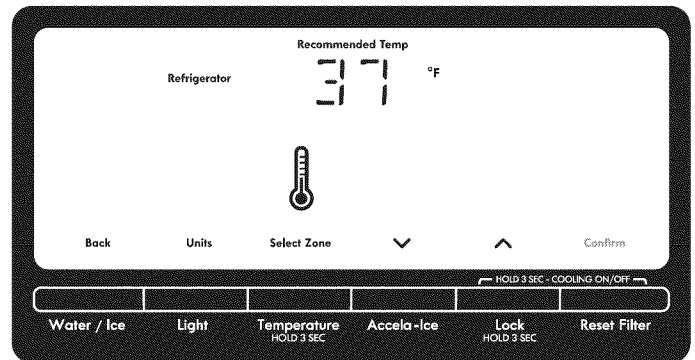 Recommended Temp
Refrigerator 37 °F
Back Units Select Zone Confirm
HOLD 3 SEC - COOLING ON/OFF
Water / Ice Light Temperature Accela-Ice Lock Reset Filter
HOLD 3 SEC HOLD 3 SEC